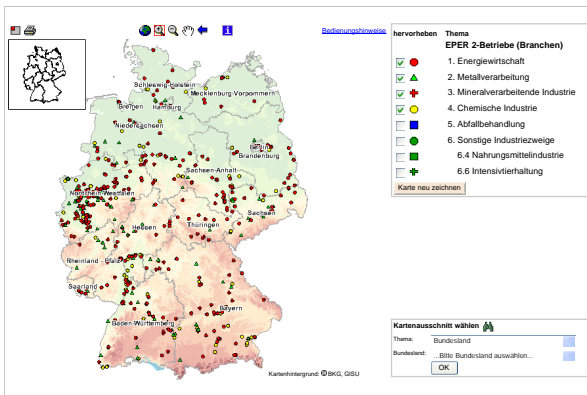 Bedienungshinweise
hervorheben Thema
EPER 2-Betriebe (Branchen)
1. Energiewirtschaft
2. Metallverarbeitung
3. Mineralverarbeitende Industrie
4. Chemische Industrie
5. Abfallbehandlung
6. Sonstige Industriezweige
6.4 Nahrungsmittelindustrie
6.6 Intensivtierhaltung
Karte neu zeichnen
Schleswig-Holstein
Mecklenburg-Vorpommern
Bremen
Hamburg
Niedersachsen
Berlin
Brandenburg
Sachsen-Anhalt
Nordrhein-Westfalen
Sachsen
Hessen
Thüringen
Rheinland - Pfalz
Saarland
Bayern
Baden-Württemberg
Kartenhintergrund: © BKG, GISU
Kartenausschnitt wählen
Thema: Bundesland
Bundesland: ...Bitte Bundesland auswählen...
OK